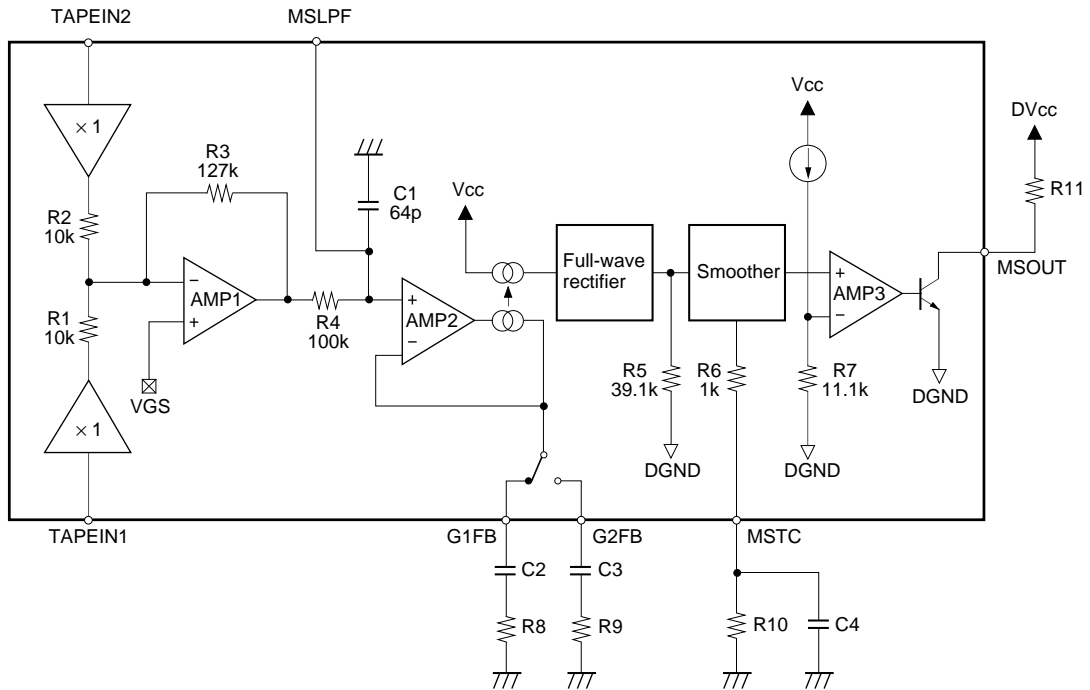 TAPEIN2
MSLPF
× 1
R3
127k
C1
64p
Vcc
Vcc
DVcc
R11
R2
10k
R1
10k
AMP1
−
+
VGS
R4
100k
AMP2
+
−
Full-wave
rectifier
Smoother
AMP3
+
−
MSOUT
R5
39.1k
R6
1k
R7
11.1k
DGND
DGND
DGND
× 1
TAPEIN1
G1FB
G2FB
MSTC
C2
C3
R8
R9
R10
C4